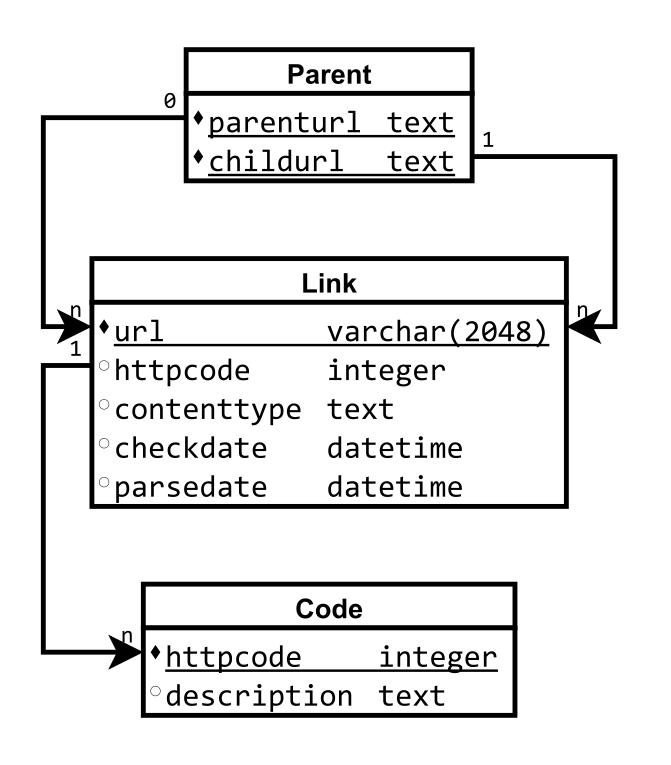 Parent
0
parenturl text
1
childurl text
Link
n
n
url varchar(2048)
1
httpcode integer
contenttype text
checkdate datetime
parsedate datetime
Code
n
httpcode integer
description text